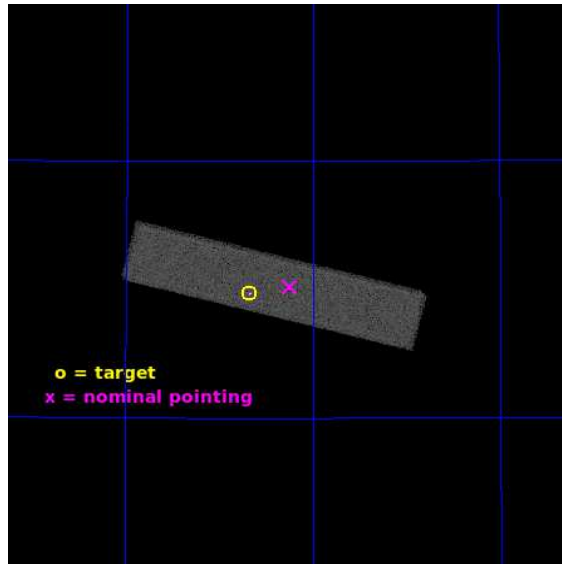 o = target
x = nominal pointing